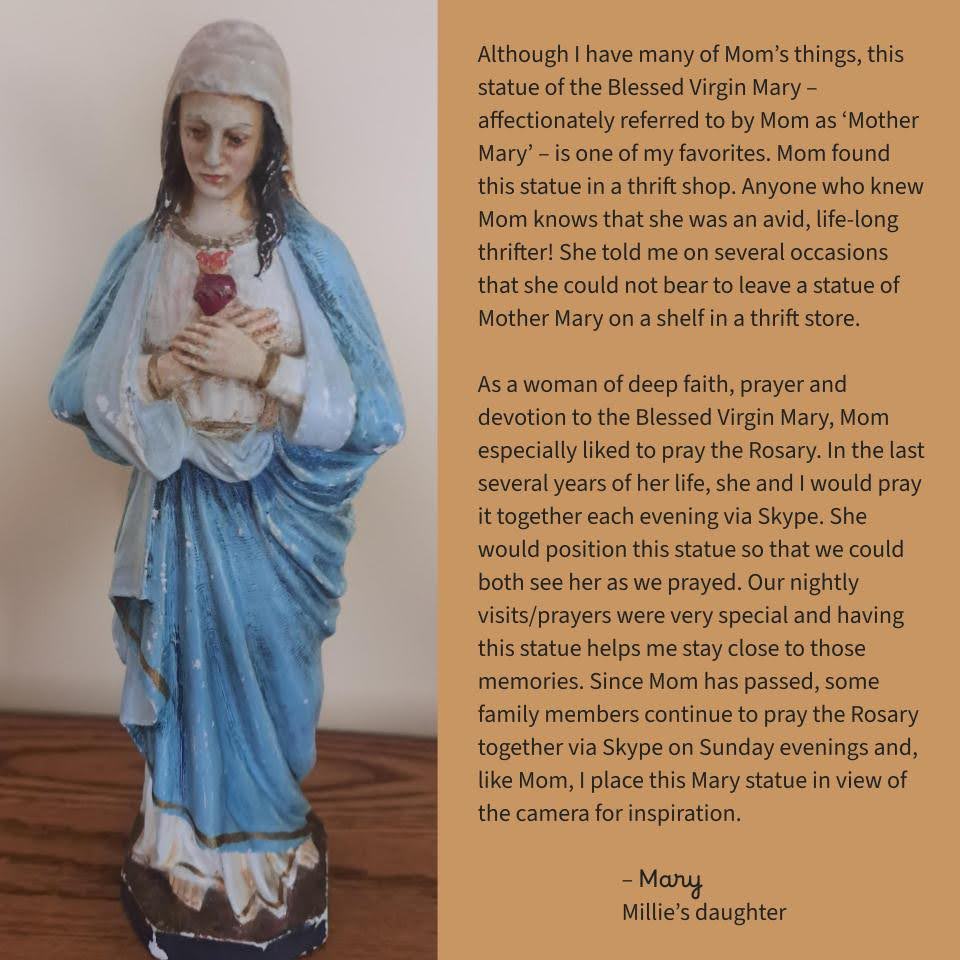 Although I have many of Mom’s things, this
statue of the Blessed Virgin Mary –
affectionately referred to by Mom as ‘Mother
Mary’ – is one of my favorites. Mom found
this statue in a thrift shop. Anyone who knew
Mom knows that she was an avid, life-long
thrifter! She told me on several occasions
that she could not bear to leave a statue of
Mother Mary on a shelf in a thrift store.
As a woman of deep faith, prayer and
devotion to the Blessed Virgin Mary, Mom
especially liked to pray the Rosary. In the last
several years of her life, she and I would pray
it together each evening via Skype. She
would position this statue so that we could
both see her as we prayed. Our nightly
visits/prayers were very special and having
this statue helps me stay close to those
memories. Since Mom has passed, some
family members continue to pray the Rosary
together via Skype on Sunday evenings and,
like Mom, I place this Mary statue in view of
the camera for inspiration.
– Mary
Millie’s daughter